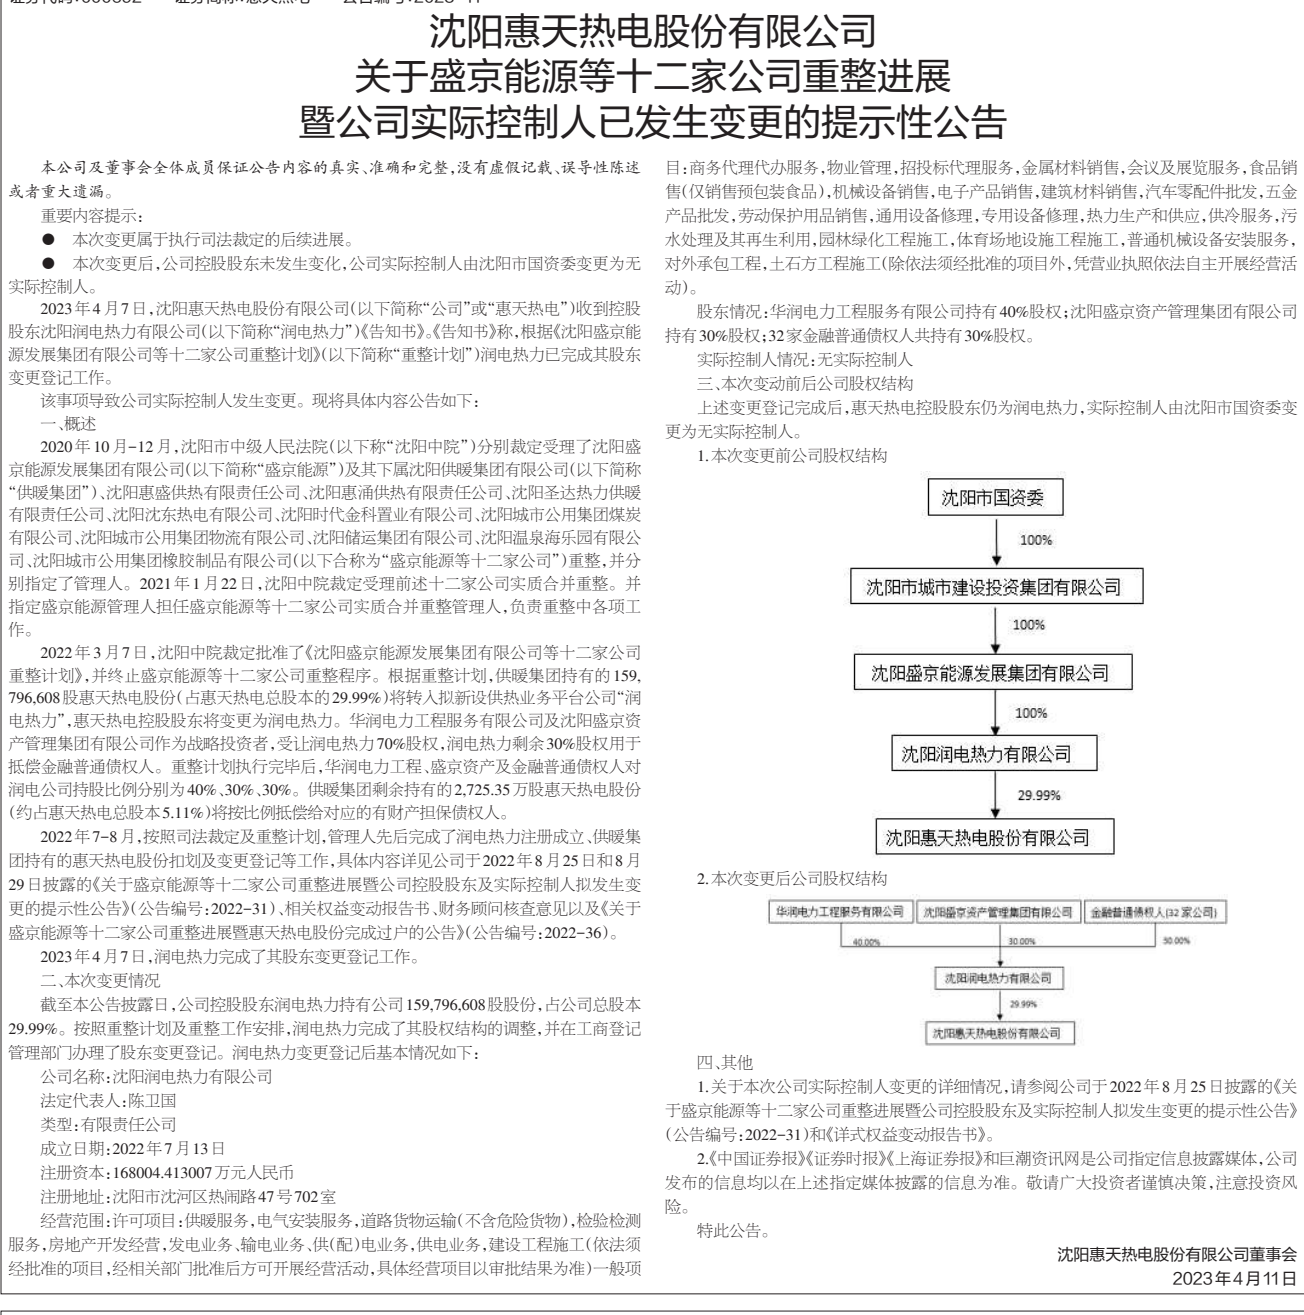 沈阳惠天热电股份有限公司
关于盛京能源等十二家公司重整进展
暨公司实际控制人已发生变更的提示性公告
本公司及董事会全体成员保证公告内容的真实、准确和完整,没有虚假记载、误导性陈述
或者重大遗漏。
重要内容提示:
● 本次变更属于执行司法裁定的后续进展。
● 本次变更后,公司控股股东未发生变化,公司实际控制人由沈阳市国资委变更为无
实际控制人。
2023年4月7日,沈阳惠天热电股份有限公司(以下简称“公司”或“惠天热电”)收到控股
股东沈阳润电热力有限公司(以下简称“润电热力”)《告知书》。《告知书》称,根据《沈阳盛京能
源发展集团有限公司等十二家公司重整计划》(以下简称“重整计划”)润电热力已完成其股东
变更登记工作。
该事项导致公司实际控制人发生变更。现将具体内容公告如下:
一、概述
2020年10月-12月,沈阳市中级人民法院(以下称“沈阳中院”)分别裁定受理了沈阳盛
京能源发展集团有限公司(以下简称“盛京能源”)及其下属沈阳供暖集团有限公司(以下简称
“供暖集团”)、沈阳惠盛供热有限责任公司、沈阳惠涌供热有限责任公司、沈阳圣达热力供暖
有限责任公司、沈阳沈东热电有限公司、沈阳时代金科置业有限公司、沈阳城市公用集团煤炭
有限公司、沈阳城市公用集团物流有限公司、沈阳储运集团有限公司、沈阳温泉海乐园有限公
司、沈阳城市公用集团橡胶制品有限公司(以下合称为“盛京能源等十二家公司”)重整,并分
别指定了管理人。2021年1月22日,沈阳中院裁定受理前述十二家公司实质合并重整。并
指定盛京能源管理人担任盛京能源等十二家公司实质合并重整管理人,负责重整中各项工
作。
2022年3月7日,沈阳中院裁定批准了《沈阳盛京能源发展集团有限公司等十二家公司
重整计划》,并终止盛京能源等十二家公司重整程序。根据重整计划,供暖集团持有的159,
796,608股惠天热电股份(占惠天热电总股本的29.99%)将转入拟新设供热业务平台公司“润
电热力”,惠天热电控股股东将变更为润电热力。华润电力工程服务有限公司及沈阳盛京资
产管理集团有限公司作为战略投资者,受让润电热力70%股权,润电热力剩余30%股权用于
抵偿金融普通债权人。重整计划执行完毕后,华润电力工程、盛京资产及金融普通债权人对
润电公司持股比例分别为40%、30%、30%。供暖集团剩余持有的2,725.35万股惠天热电股份
(约占惠天热电总股本5.11%)将按比例抵偿给对应的有财产担保债权人。
2022年7-8月,按照司法裁定及重整计划,管理人先后完成了润电热力注册成立、供暖集
团持有的惠天热电股份扣划及变更登记等工作,具体内容详见公司于2022年8月25日和8月
29日披露的《关于盛京能源等十二家公司重整进展暨公司控股股东及实际控制人拟发生变
更的提示性公告》(公告编号:2022-31)、相关权益变动报告书、财务顾问核查意见以及《关于
盛京能源等十二家公司重整进展暨惠天热电股份完成过户的公告》(公告编号:2022-36)。
2023年4月7日,润电热力完成了其股东变更登记工作。
二、本次变更情况
截至本公告披露日,公司控股股东润电热力持有公司159,796,608股股份,占公司总股本
29.99%。按照重整计划及重整工作安排,润电热力完成了其股权结构的调整,并在工商登记
管理部门办理了股东变更登记。润电热力变更登记后基本情况如下:
公司名称:沈阳润电热力有限公司
法定代表人:陈卫国
类型:有限责任公司
成立日期:2022年7月13日
注册资本:168004.413007万元人民币
注册地址:沈阳市沈河区热闹路47号702室
经营范围:许可项目:供暖服务,电气安装服务,道路货物运输(不含危险货物),检验检测
服务,房地产开发经营,发电业务、输电业务、供(配)电业务,供电业务,建设工程施工(依法须
经批准的项目,经相关部门批准后方可开展经营活动,具体经营项目以审批结果为准)一般项
目:商务代理代办服务,物业管理,招投标代理服务,金属材料销售,会议及展览服务,食品销
售(仅销售预包装食品),机械设备销售,电子产品销售,建筑材料销售,汽车零配件批发,五金
产品批发,劳动保护用品销售,通用设备修理,专用设备修理,热力生产和供应,供冷服务,污
水处理及其再生利用,园林绿化工程施工,体育场地设施工程施工,普通机械设备安装服务,
对外承包工程,土石方工程施工(除依法须经批准的项目外,凭营业执照依法自主开展经营活
动)。
股东情况:华润电力工程服务有限公司持有40%股权;沈阳盛京资产管理集团有限公司
持有30%股权;32家金融普通债权人共持有30%股权。
实际控制人情况:无实际控制人
三、本次变动前后公司股权结构
上述变更登记完成后,惠天热电控股股东仍为润电热力,实际控制人由沈阳市国资委变
更为无实际控制人。
1.本次变更前公司股权结构
沈阳市国资委
100%
沈阳市城市建设投资集团有限公司
100%
沈阳盛京能源发展集团有限公司
100%
沈阳润电热力有限公司
29.99%
沈阳惠天热电股份有限公司
2.本次变更后公司股权结构
华润电力工程服务有限公司 沈阳盛京资产管理集团有限公司 金融普通债权人(32家公司)
40.00% 30.00% 30.00%
沈阳润电热力有限公司
29.99%
沈阳惠天热电股份有限公司
四、其他
1.关于本次公司实际控制人变更的详细情况,请参阅公司于2022年8月25日披露的《关
于盛京能源等十二家公司重整进展暨公司控股股东及实际控制人拟发生变更的提示性公告》
(公告编号:2022-31)和《详式权益变动报告书》。
2.《中国证券报》《证券时报》《上海证券报》和巨潮资讯网是公司指定信息披露媒体,公司
发布的信息均以在上述指定媒体披露的信息为准。敬请广大投资者谨慎决策,注意投资风
险。
特此公告。
沈阳惠天热电股份有限公司董事会
2023年4月11日